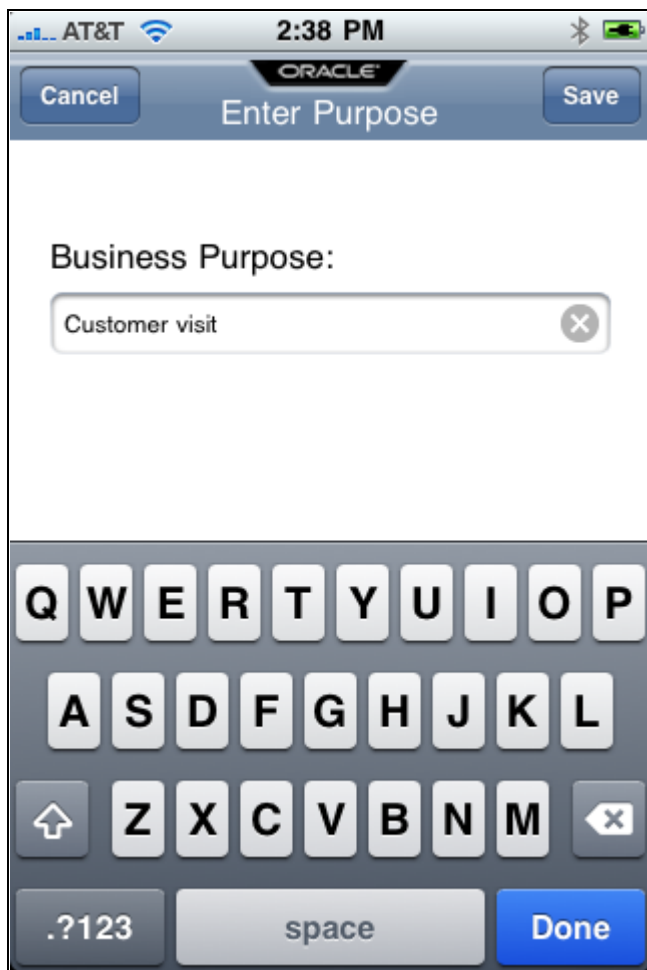 AT&T 2:38 PM
ORACLE
Cancel Enter Purpose Save
Business Purpose:
Customer visit
Q W E R T Y U I O P
A S D F G H J K L
Z X C V B N M
.?123 space Done